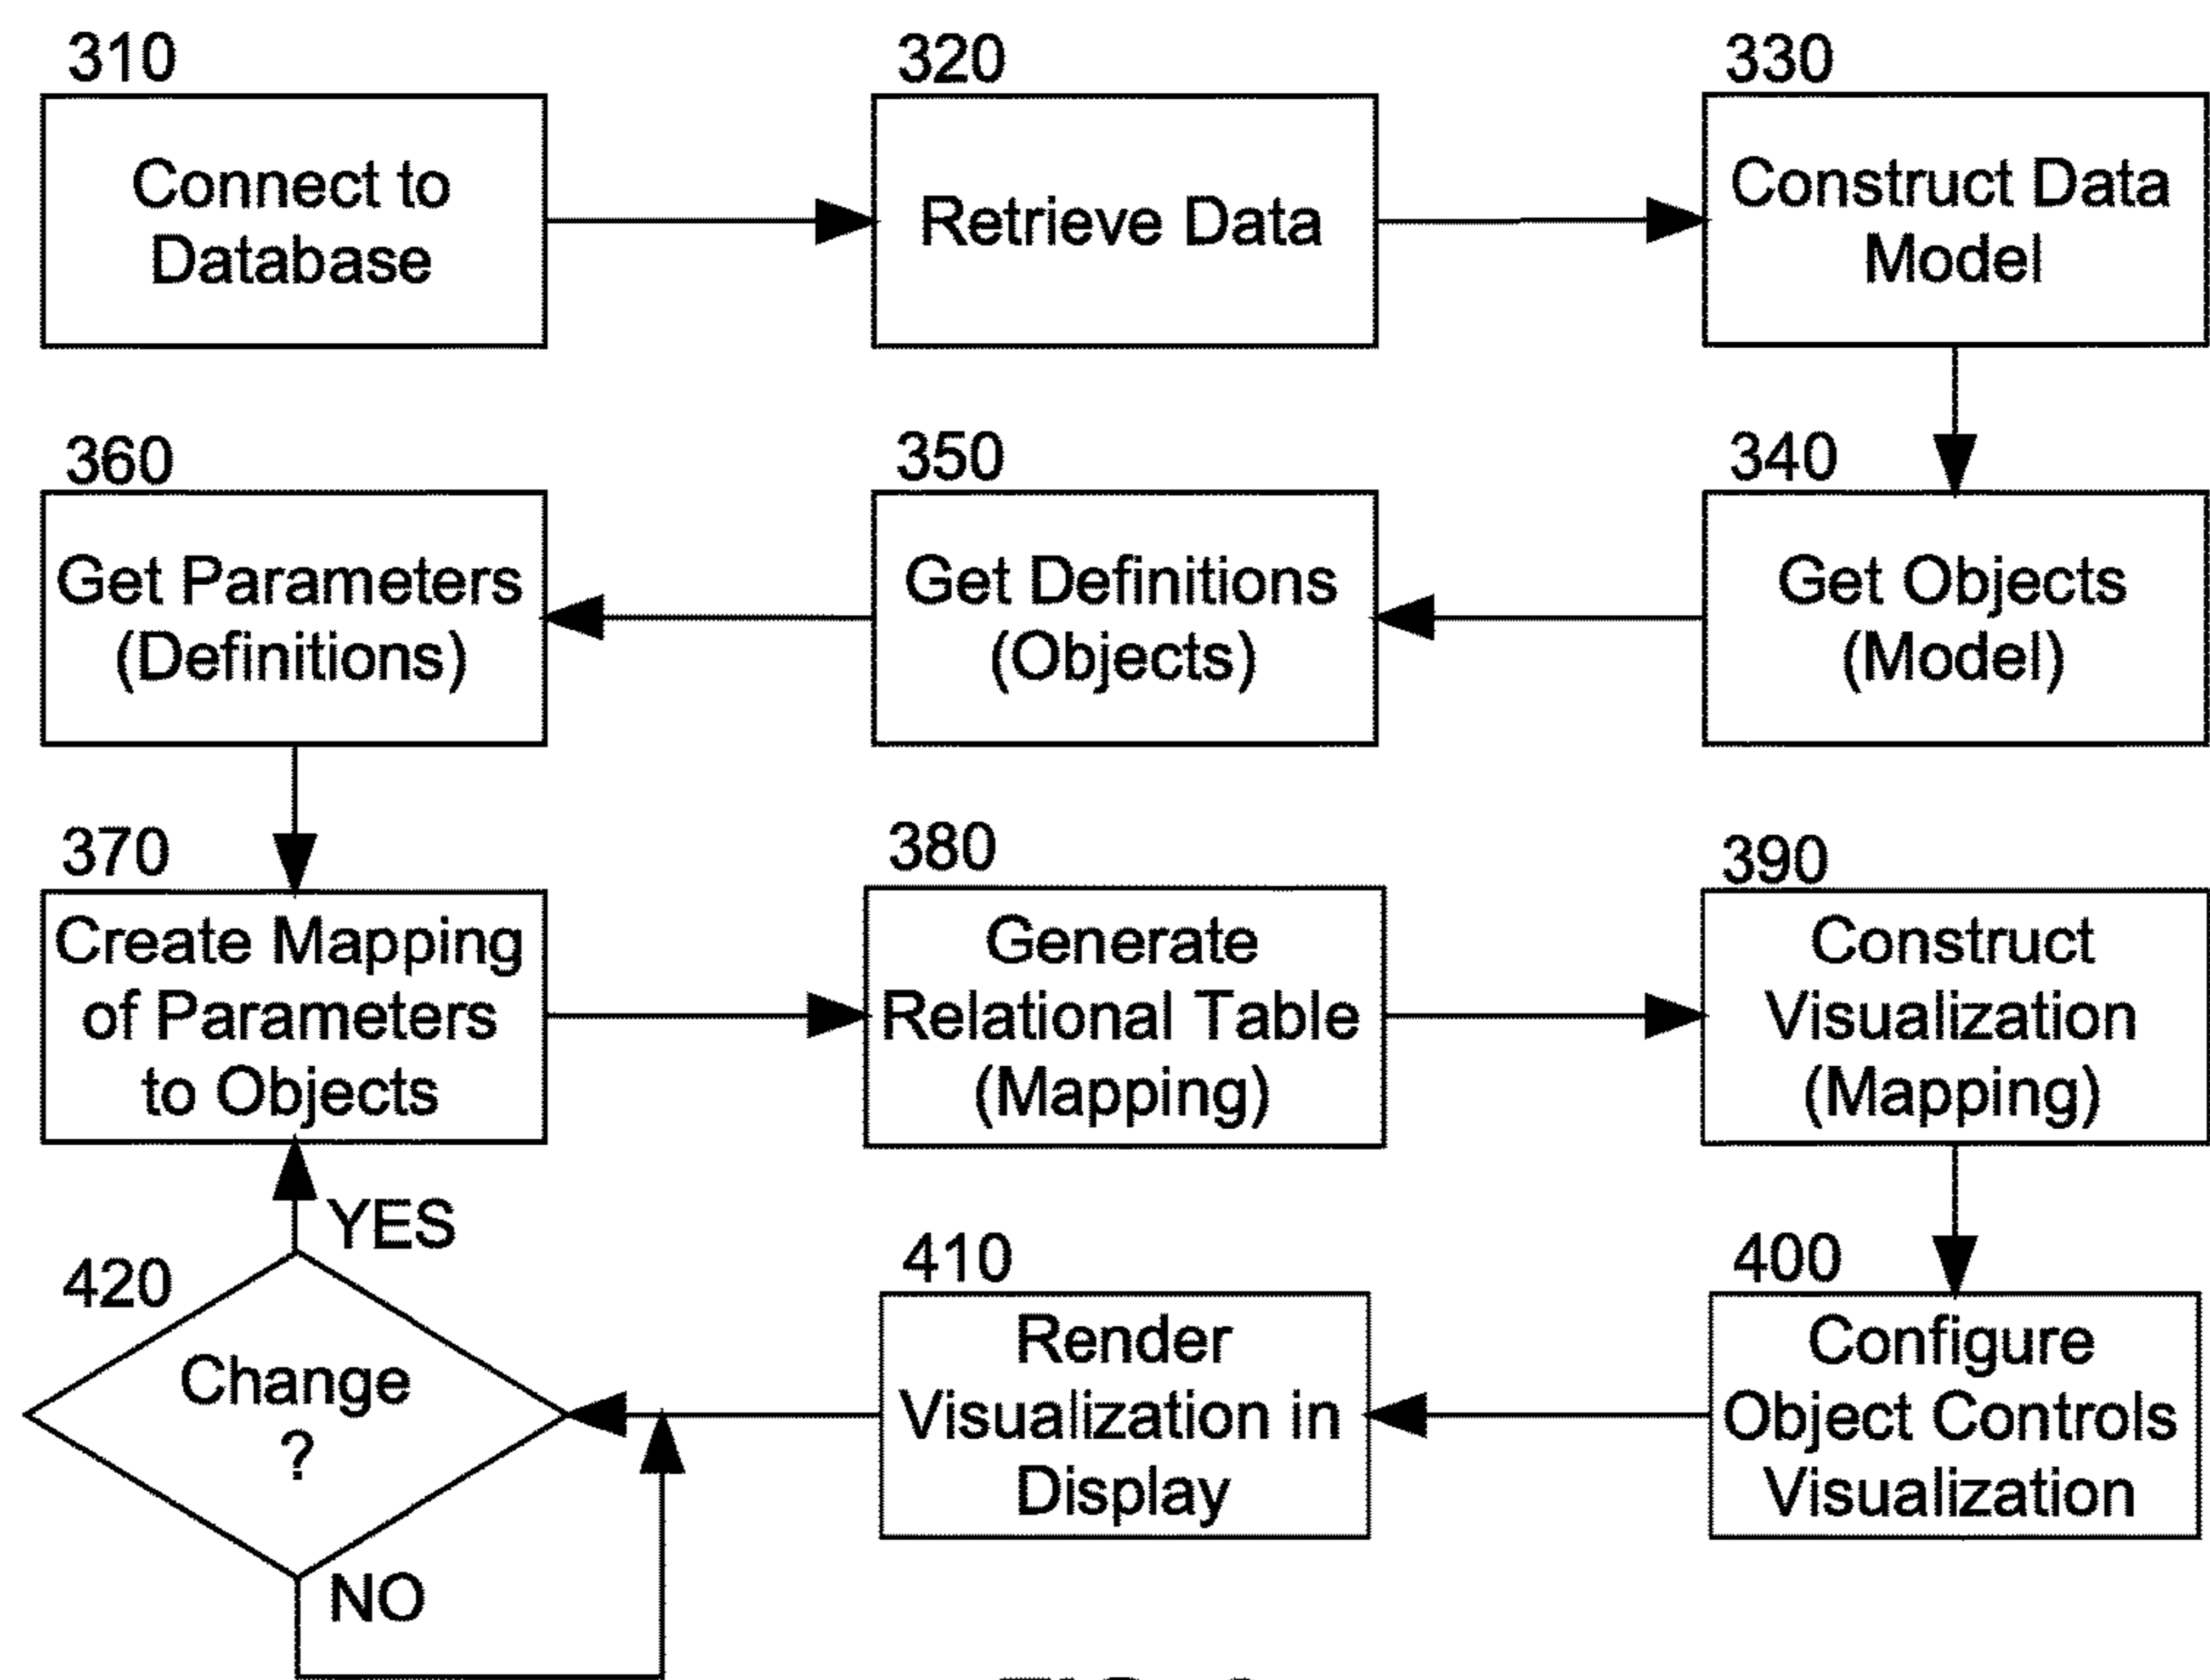 310
Connect to
Database
320
Retrieve Data
330
Construct Data
Model
340
Get Objects
(Model)
350
Get Definitions
(Objects)
360
Get Parameters
(Definitions)
370
Create Mapping
of Parameters
to Objects
380
Generate
Relational Table
(Mapping)
390
Construct
Visualization
(Mapping)
400
Configure
Object Controls
Visualization
410
Render
Visualization in
Display
420
Change
?
YES
NO